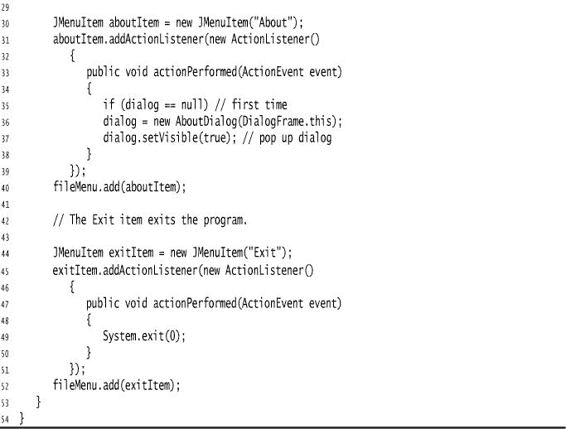 29
30 JMenuItem aboutItem = new JMenuItem("About");
31 aboutItem.addActionListener(new ActionListener()
32 {
33 public void actionPerformed(ActionEvent event)
34 {
35 if (dialog == null) // first time
36 dialog = new AboutDialog(DialogFrame.this);
37 dialog.setVisible(true); // pop up dialog
38 }
39 });
40 fileMenu.add(aboutItem);
41
42 // The Exit item exits the program.
43
44 JMenuItem exitItem = new JMenuItem("Exit");
45 exitItem.addActionListener(new ActionListener()
46 {
47 public void actionPerformed(ActionEvent event)
48 {
49 System.exit(0);
50 }
51 });
52 fileMenu.add(exitItem);
53 }
54 }